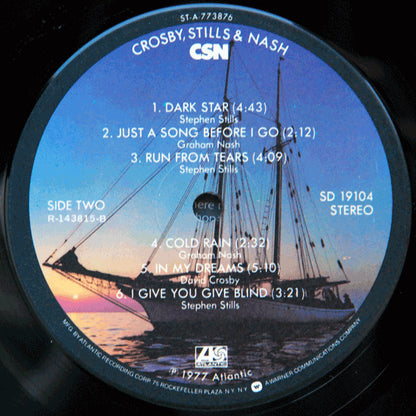 ST-A-773876
CROSBY, STILLS & NASH
CSN
1. DARK STAR (4:43)
Stephen Stills
2. JUST A SONG BEFORE I GO (2:12)
Graham Nash
3. RUN FROM TEARS (4:09)
Stephen Stills
SIDE TWO
R-143815-B
SD 19104
STEREO
4. COLD RAIN (2:32)
Graham Nash
5. IN MY DREAMS (5:10)
David Crosby
6. I GIVE YOU GIVE BLIND (3:21)
Stephen Stills
ATLANTIC
℗ 1977 Atlantic
MFG. BY ATLANTIC RECORDING CORP. 75 ROCKEFELLER PLAZA, N.Y. N.Y. A WARNER COMMUNICATIONS COMPANY